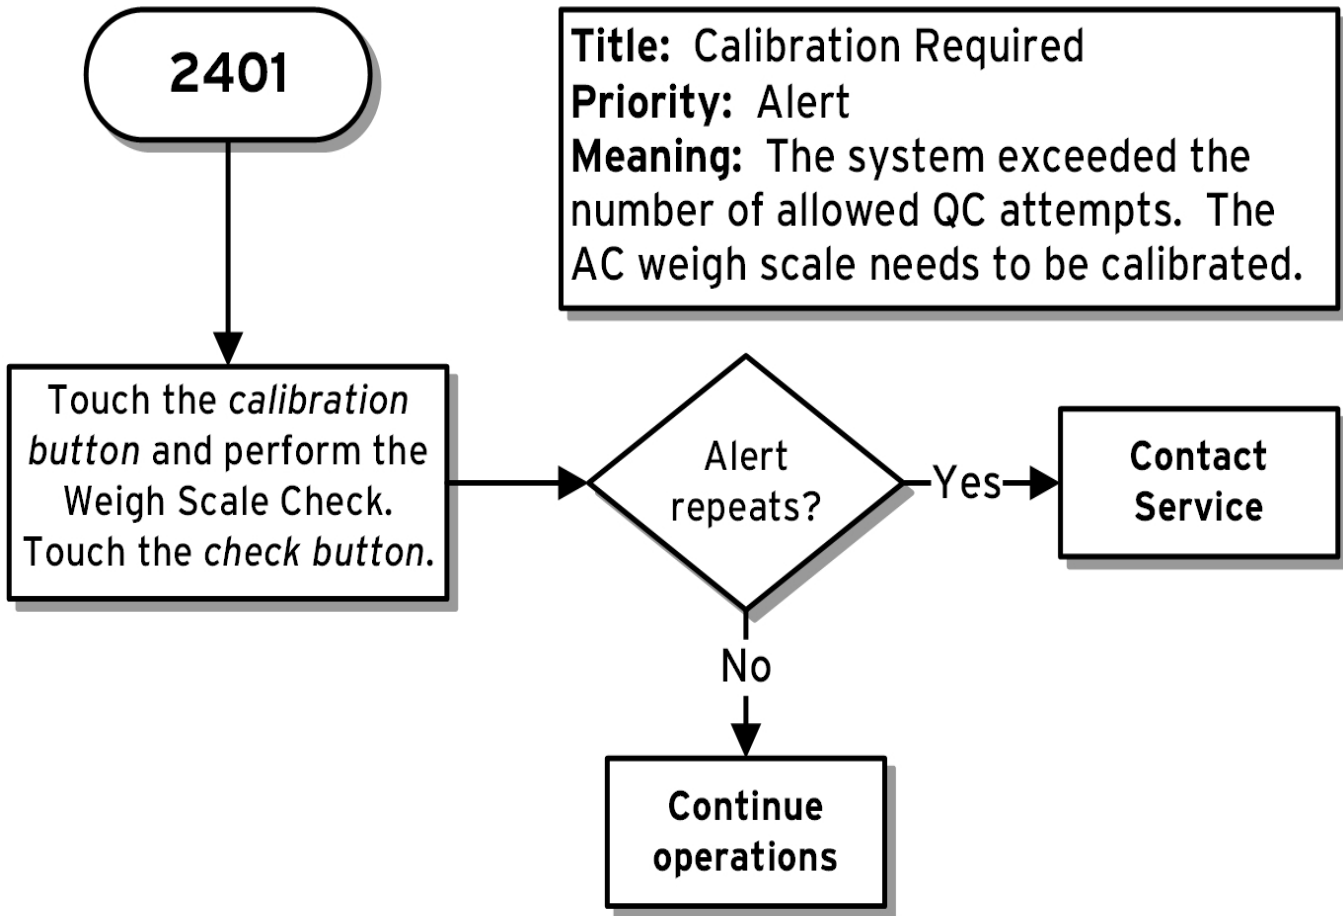 2401
Title: Calibration Required
Priority: Alert
Meaning: The system exceeded the
number of allowed QC attempts. The
AC weigh scale needs to be calibrated.
Touch the calibration
button and perform the
Weigh Scale Check.
Touch the check button.
Alert
repeats?
Yes
Contact
Service
No
Continue
operations